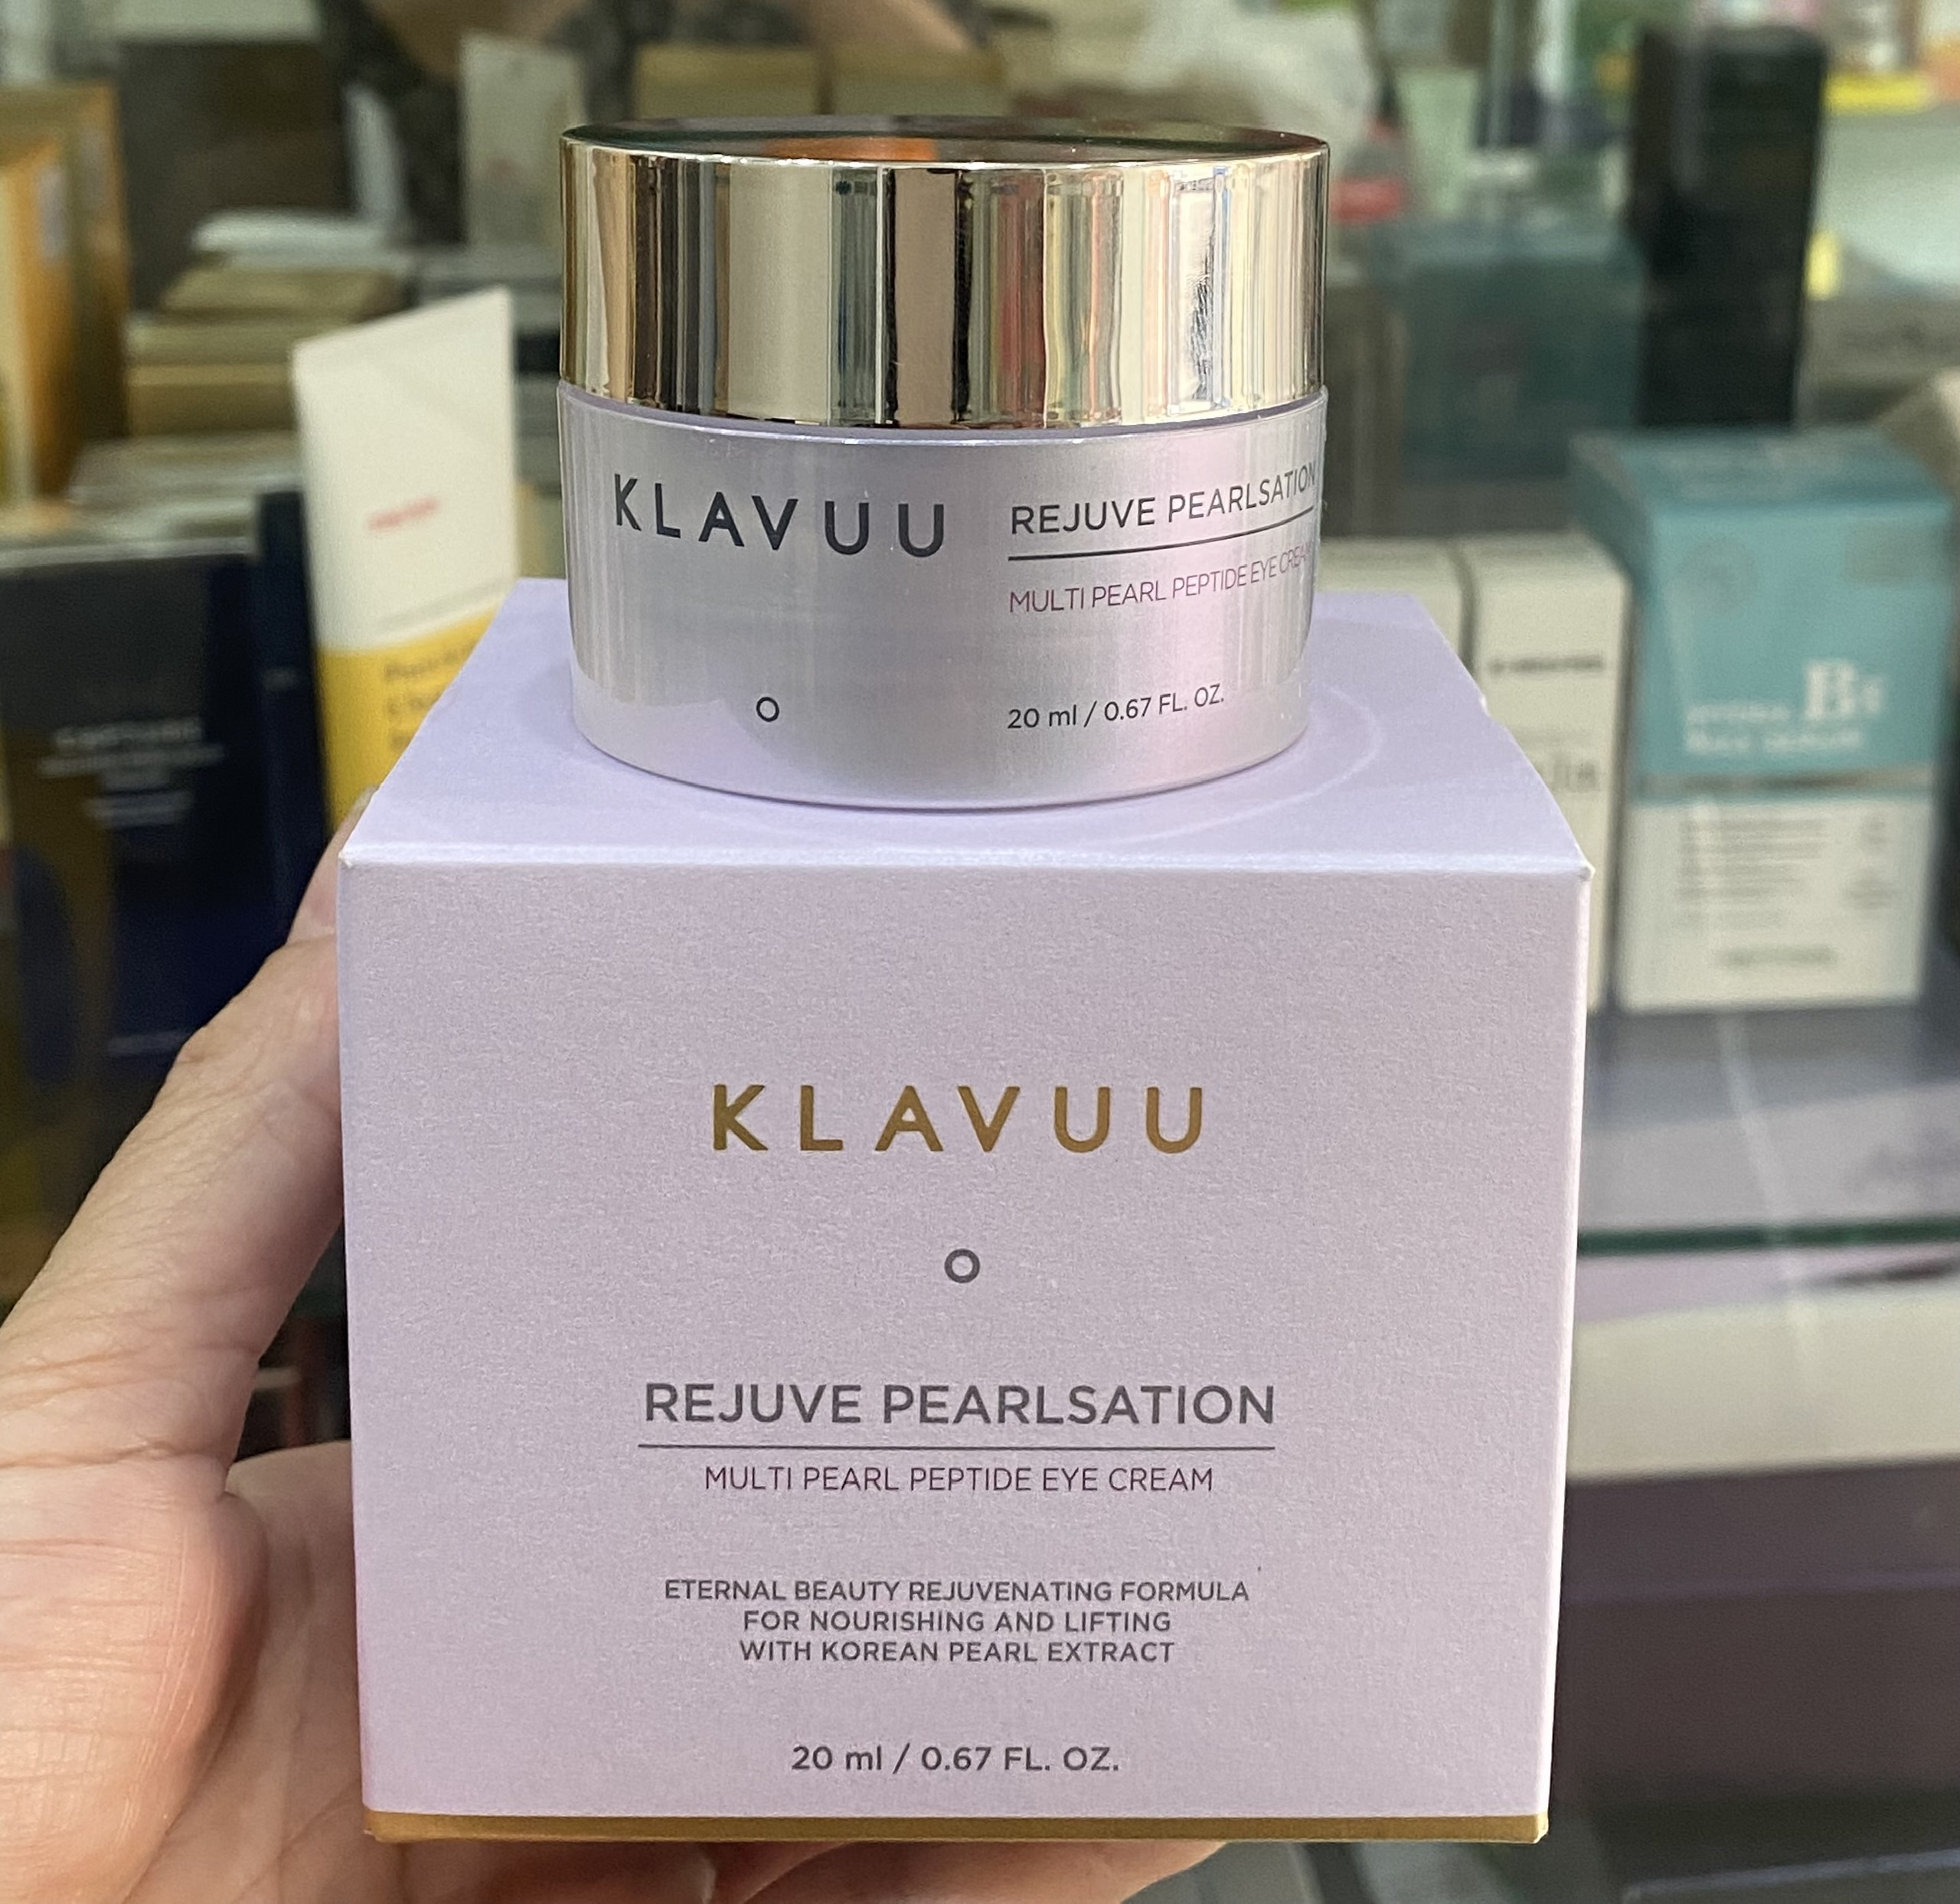 KLAVUU
REJUVE PEARLSATION
MULTI PEARL PEPTIDE EYE CREAM
20 ml / 0.67 FL. OZ.
KLAVUU
REJUVE PEARLSATION
MULTI PEARL PEPTIDE EYE CREAM
ETERNAL BEAUTY REJUVENATING FORMULA
FOR NOURISHING AND LIFTING
WITH KOREAN PEARL EXTRACT
20 ml / 0.67 FL. OZ.